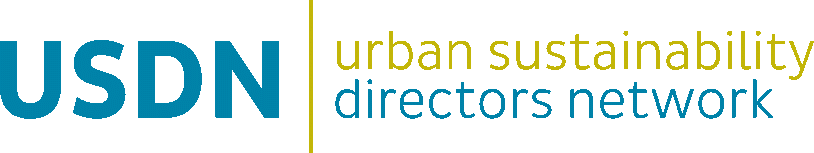 USDN
urban sustainability
directors network